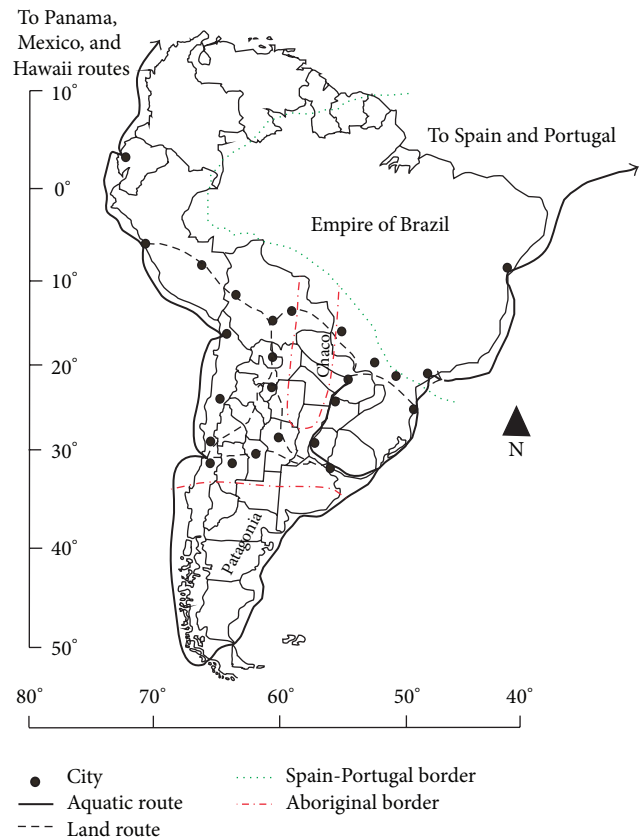 To Panama,
Mexico, and
Hawaii routes
10°
To Spain and Portugal
0°
Empire of Brazil
10°
20°
Chaco
30°
N
40°
Patagonia
50°
80° 70° 60° 50° 40°
City
Aquatic route
Land route
Spain-Portugal border
Aboriginal border